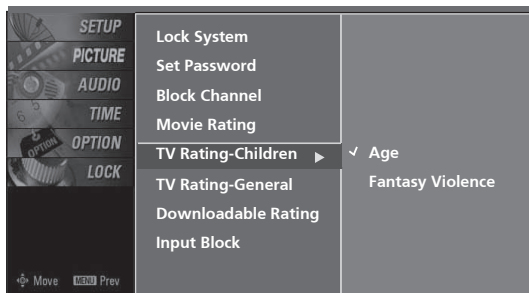 SETUP
PICTURE
AUDIO
TIME
OPTION
LOCK
Move MENU Prev
Lock System
Set Password
Block Channel
Movie Rating
TV Rating-Children
TV Rating-General
Downloadable Rating
Input Block
Age
Fantasy Violence